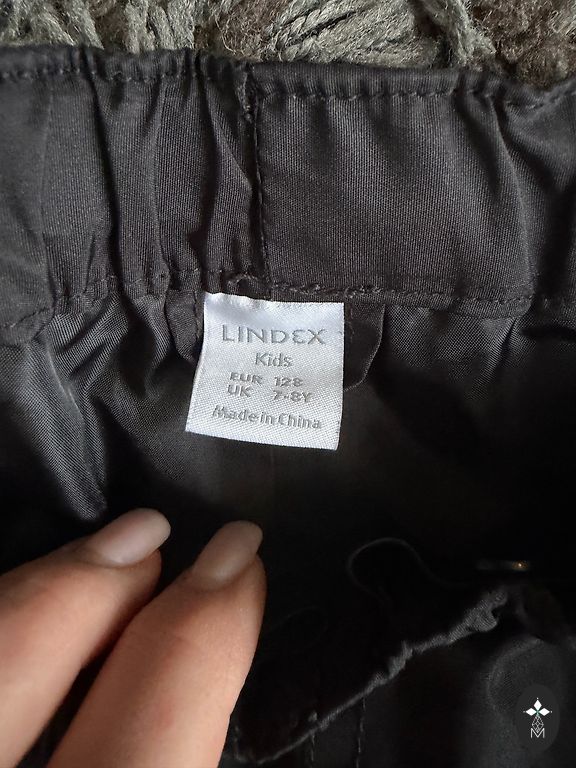 LINDEX
Kids
EUR 128
UK 7-8Y
Made in China